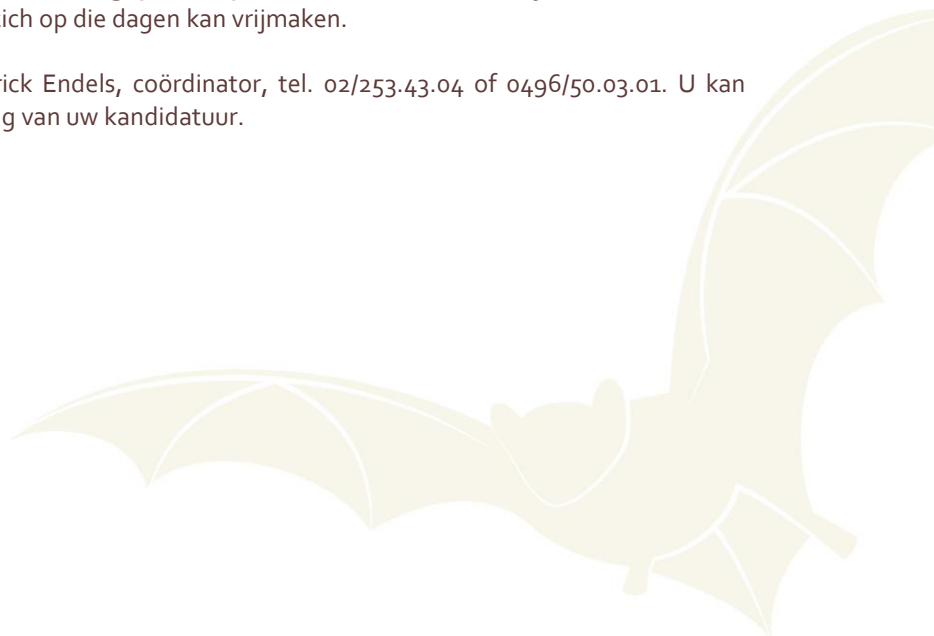 zich op die dagen kan vrijmaken.
rick Endels, coördinator, tel. 02/253.43.04 of 0496/50.03.01. U kan
g van uw kandidatuur.